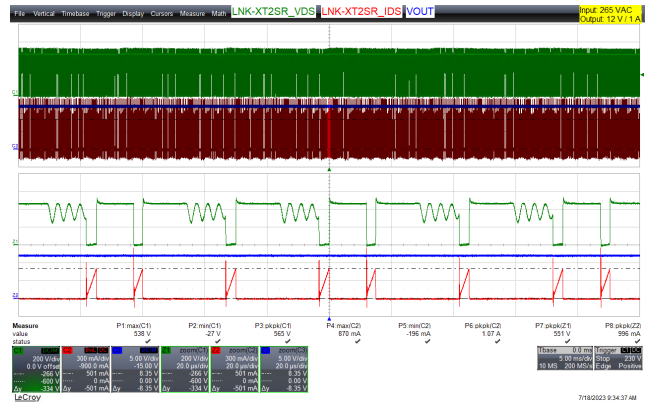 File Vertical Timebase Trigger Display Cursors Measure Math LNK-XT2SR_VDS LNK-XT2SR_IDS VOUT Input: 265 VAC
Output: 12 V / 1 A
Measure P1:max(C1) P2:min(C1) P3:pkpk(C1) P4:max(C2) P5:min(C2) P6:pkpk(C2) P7:pkpk(Z1) P8:pkpk(Z2)
value 538 V -27 V 565 V 870 mA -196 mA 1.07 A 551 V 996 mA
status
zoom(C1) zoom(C2) zoom(C3) Tbase 0.0 ms Trigger
200 V/div 300 mA/div 5.00 V/div 200 V/div 300 mA/div 5.00 V/div 5.00 ms/div Stop 230 V
0.0 V offset -900.0 mA -15.00 V 20.0 µs/div 20.0 µs/div 20.0 µs/div 10 MS 200 MS/s Edge Positive
-266 V 501 mA 8.35 V -266 V 501 mA 8.35 V
-600 V 0 mA 0.00 V -600 V 0 mA 0.00 V
Δy -334 V Δy -501 mA Δy -8.35 V Δy -334 V Δy -501 mA Δy -8.35 V
LeCroy 7/18/2023 9:34:37 AM